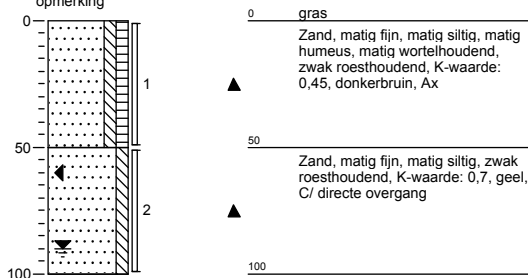 opmerking
0
50
100
1
2
0
gras
Zand, matig fijn, matig siltig, matig
humeus, matig wortelhoudend,
zwak roesthoudend, K-waarde:
0,45, donkerbruin, Ax
50
Zand, matig fijn, matig siltig, zwak
roesthoudend, K-waarde: 0,7, geel,
C/ directe overgang
100